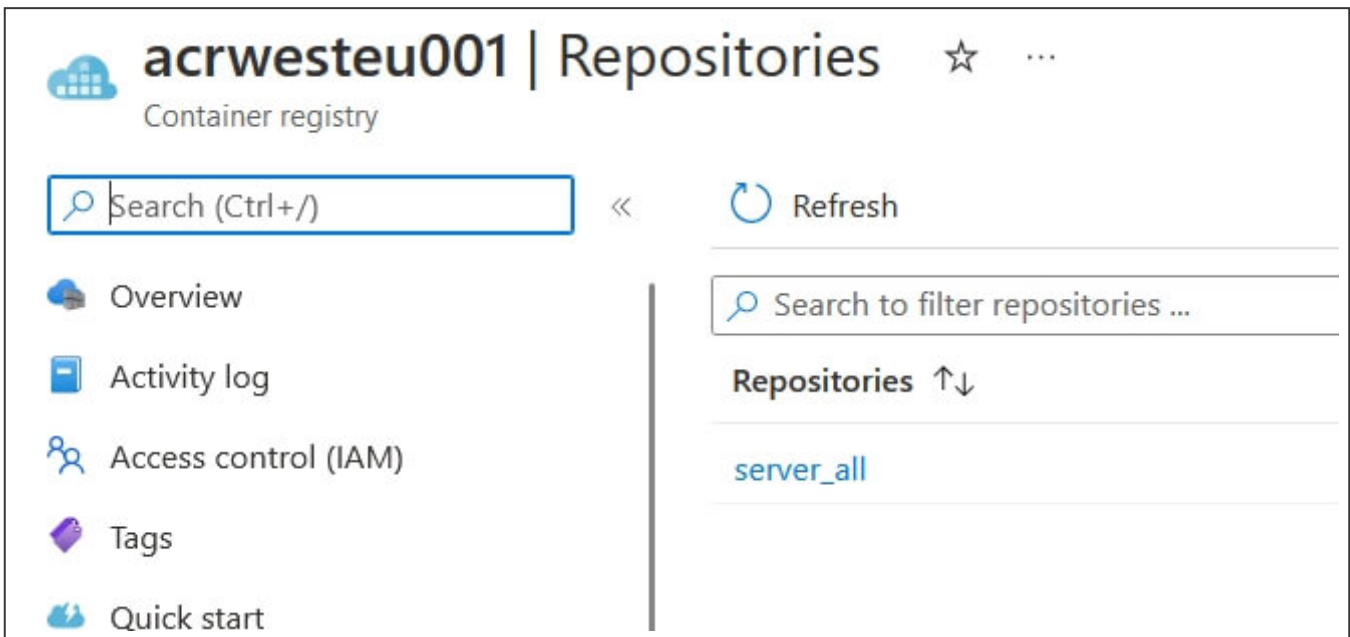 acrwesteu001 | Repositories ☆ ...
Container registry
Search (Ctrl+/) «
Overview
Activity log
Access control (IAM)
Tags
Quick start
Refresh
Search to filter repositories ...
Repositories ↑↓
server_all